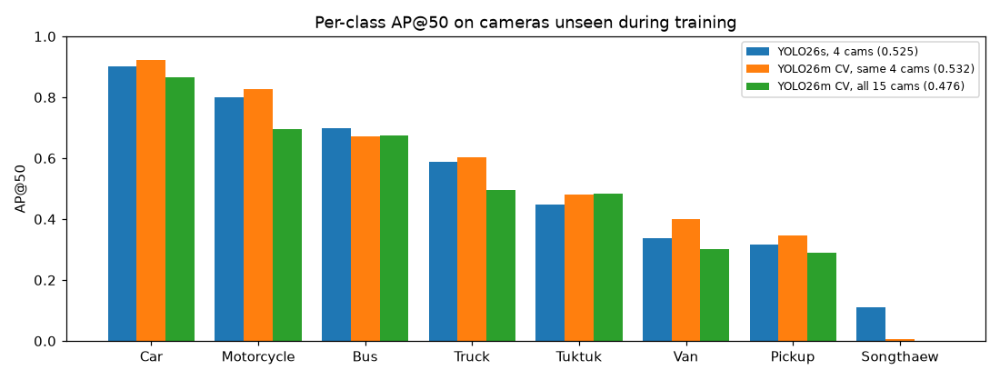 Per-class AP@50 on cameras unseen during training
YOLO26s, 4 cams (0.525)
YOLO26m CV, same 4 cams (0.532)
YOLO26m CV, all 15 cams (0.476)
AP@50
1.0
0.8
0.6
0.4
0.2
0.0
Car Motorcycle Bus Truck Tuktuk Van Pickup Songthaew